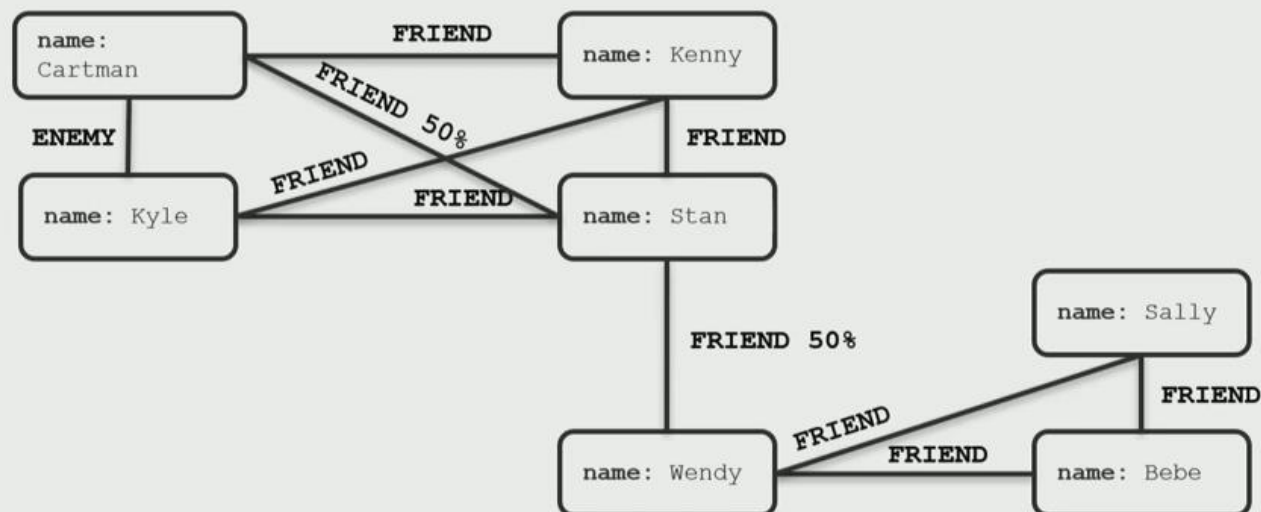 name:
Cartman
FRIEND
name: Kenny
FRIEND 50%
ENEMY
FRIEND
FRIEND
name: Kyle
FRIEND
name: Stan
name: Sally
FRIEND 50%
FRIEND
FRIEND
FRIEND
name: Wendy
name: Bebe